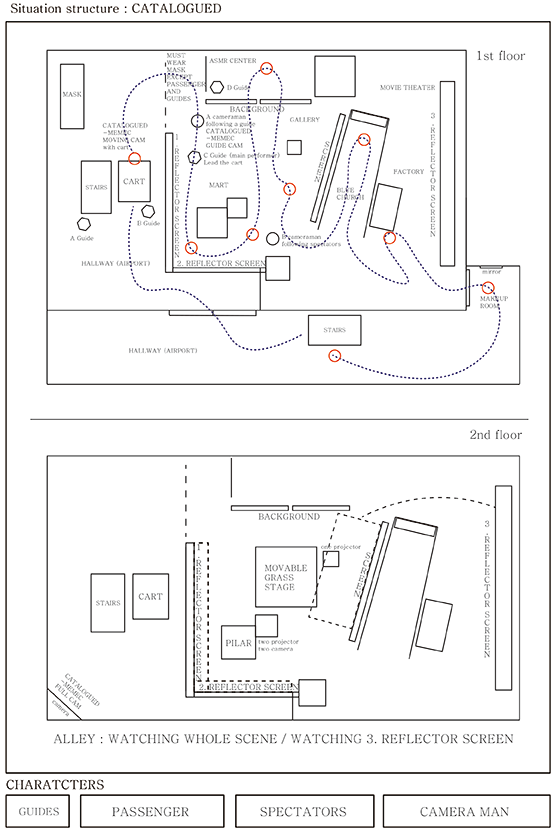 Situation structure : CATALOGUED
1st floor
MUST
WEAR
MASK
EXCEPT
PASSENGER
AND
GUIDES
ASMR CENTER
MASK
D Guide
MOVIE THEATER
BACKGROUND
A cameraman
following a guide
CATALOGUED
-MEMEC
GUIDE CAM
GALLERY
CATALOGUED
-MEMEC
MOVING CAM
with cart
C Guide (main performer)
Lead the cart
1. REFLECTOR SCREEN
SCREEN
3. REFLECTOR SCREEN
STAIRS
CART
MART
BLUE
CHURCH
FACTORY
A Guide
B Guide
B cameraman
following spectators
HALLWAY (AIRPORT)
2. REFLECTOR SCREEN
mirror
MAKEUP
ROOM
STAIRS
HALLWAY (AIRPORT)
2nd floor
BACKGROUND
one projector
MOVABLE
GRASS
STAGE
SCREEN
1. REFLECTOR SCREEN
3. REFLECTOR SCREEN
STAIRS
CART
PILAR
two projector
two camera
2. REFLECTOR SCREEN
CATALOGUED
-MEMEC
FULL CAM
camera
ALLEY : WATCHING WHOLE SCENE / WATCHING 3. REFLECTOR SCREEN
CHARATCTERS
GUIDES
PASSENGER
SPECTATORS
CAMERA MAN